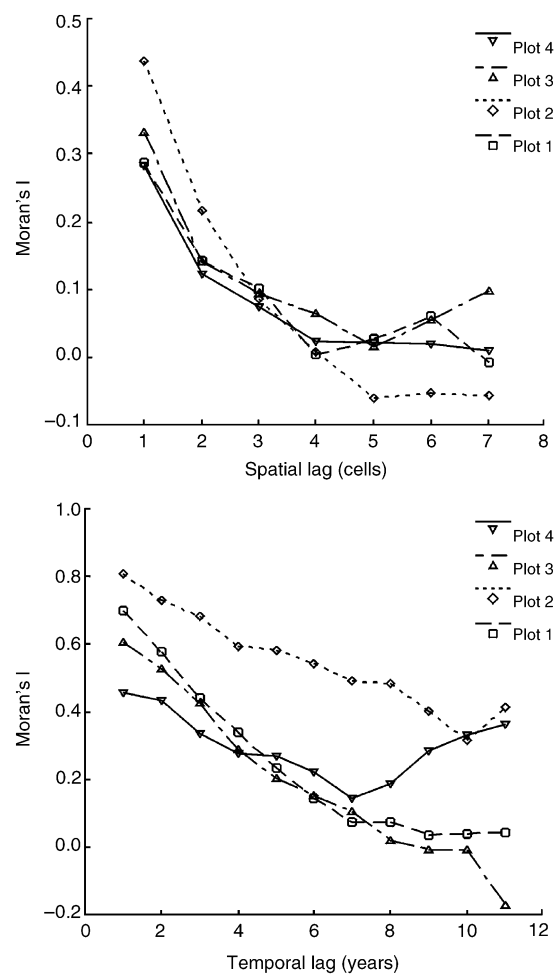 0.5
0.4
0.3
0.2
0.1
0.0
–0.1
Moran's I
0 1 2 3 4 5 6 7 8
Spatial lag (cells)
Plot 4
Plot 3
Plot 2
Plot 1
1.0
0.8
0.6
0.4
0.2
0.0
–0.2
Moran's I
0 2 4 6 8 10 12
Temporal lag (years)
Plot 4
Plot 3
Plot 2
Plot 1